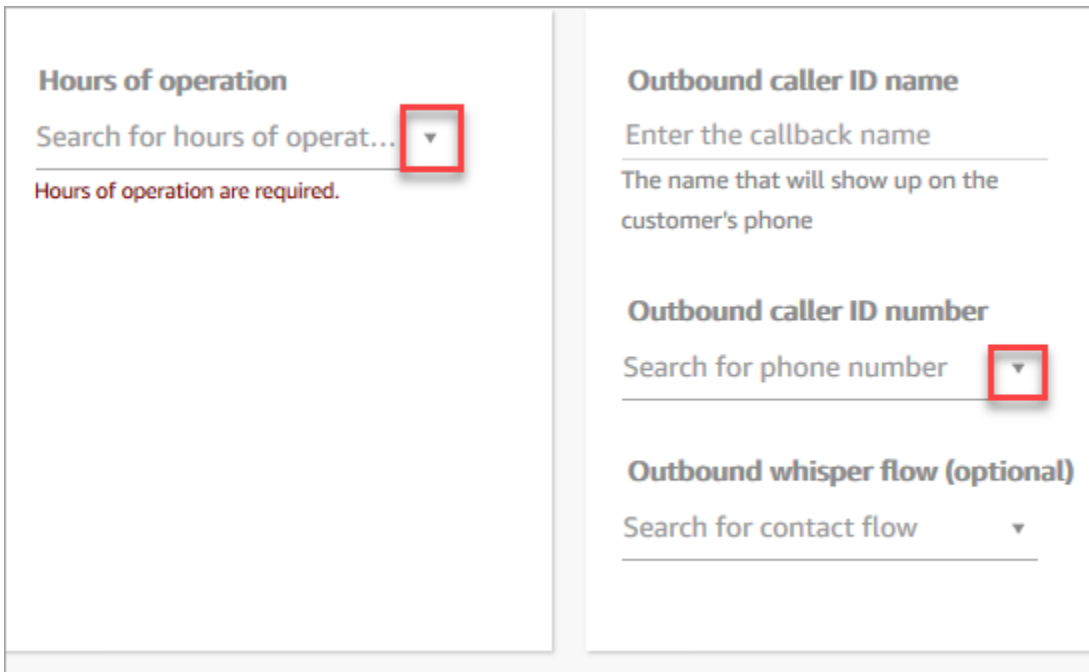 Hours of operation
Search for hours of operat...
Hours of operation are required.
Outbound caller ID name
Enter the callback name
The name that will show up on the
customer's phone
Outbound caller ID number
Search for phone number
Outbound whisper flow (optional)
Search for contact flow